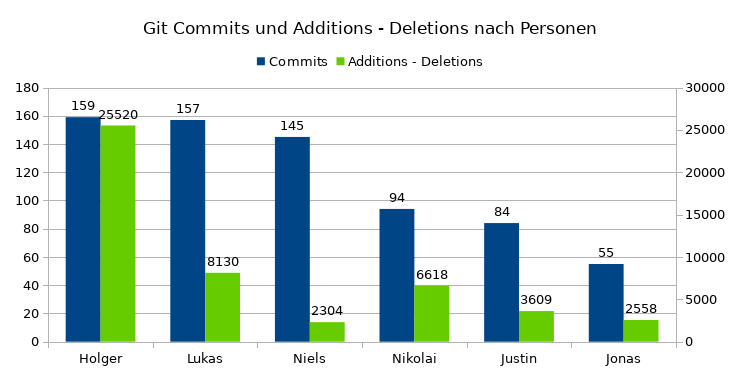 Git Commits und Additions - Deletions nach Personen
Commits Additions - Deletions
180 30000
160 159 25520 157 25000
140 145
120 20000
100 94 15000
80 84 10000
60 8130 6618 55
40 5000
20 2304 3609 2558
0 0
Holger Lukas Niels Nikolai Justin Jonas